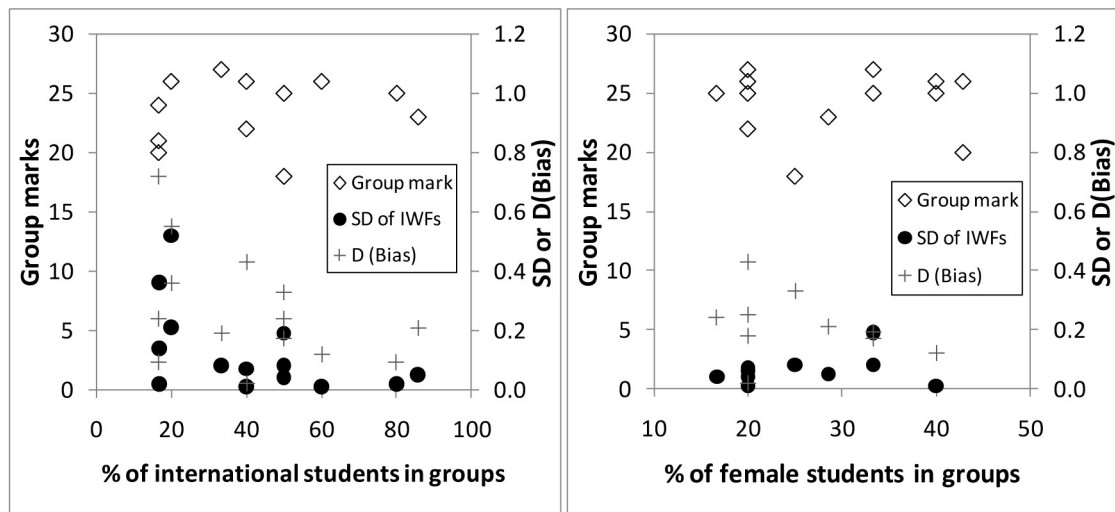 30
25
20
15
10
5
0
Group marks
1.2
1.0
0.8
0.6
0.4
0.2
0.0
SD or D(Bias)
Group mark
SD of IWFs
D (Bias)
0 20 40 60 80 100
% of international students in groups
30
25
20
15
10
5
0
Group marks
1.2
1.0
0.8
0.6
0.4
0.2
0.0
SD or D(Bias)
Group mark
SD of IWFs
D (Bias)
10 20 30 40 50
% of female students in groups